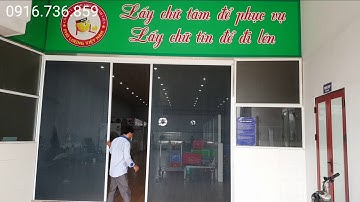 0916.736 859
Lấy chữ tâm để phục vụ
Lấy chữ tín để đi lên